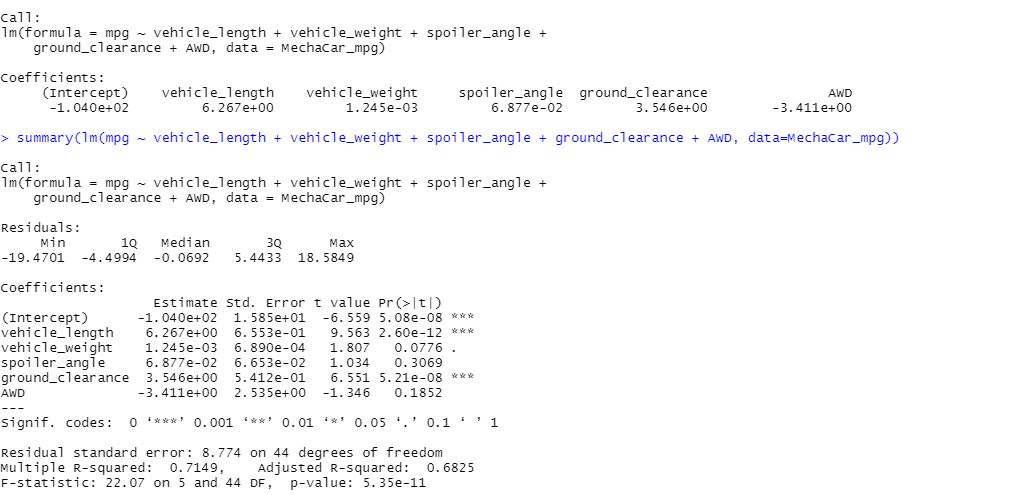 Call:
lm(formula = mpg ~ vehicle_length + vehicle_weight + spoiler_angle +
    ground_clearance + AWD, data = MechaCar_mpg)
Coefficients:
     (Intercept)    vehicle_length    vehicle_weight     spoiler_angle  ground_clearance               AWD
      -1.040e+02         6.267e+00         1.245e-03         6.877e-02         3.546e+00        -3.411e+00
> summary(lm(mpg ~ vehicle_length + vehicle_weight + spoiler_angle + ground_clearance + AWD, data=MechaCar_mpg))
Call:
lm(formula = mpg ~ vehicle_length + vehicle_weight + spoiler_angle +
    ground_clearance + AWD, data = MechaCar_mpg)
Residuals:
     Min       1Q   Median       3Q      Max
-19.4701  -4.4994  -0.0692   5.4433  18.5849
Coefficients:
                   Estimate Std. Error t value Pr(>|t|)
(Intercept)      -1.040e+02  1.585e+01  -6.559 5.08e-08 ***
vehicle_length    6.267e+00  6.553e-01   9.563 2.60e-12 ***
vehicle_weight    1.245e-03  6.890e-04   1.807   0.0776 .
spoiler_angle     6.877e-02  6.653e-02   1.034   0.3069
ground_clearance  3.546e+00  5.412e-01   6.551 5.21e-08 ***
AWD              -3.411e+00  2.535e+00  -1.346   0.1852
---
Signif. codes:  0 ‘***’ 0.001 ‘**’ 0.01 ‘*’ 0.05 ‘.’ 0.1 ‘ ’ 1
Residual standard error: 8.774 on 44 degrees of freedom
Multiple R-squared:  0.7149,    Adjusted R-squared:  0.6825
F-statistic: 22.07 on 5 and 44 DF,  p-value: 5.35e-11